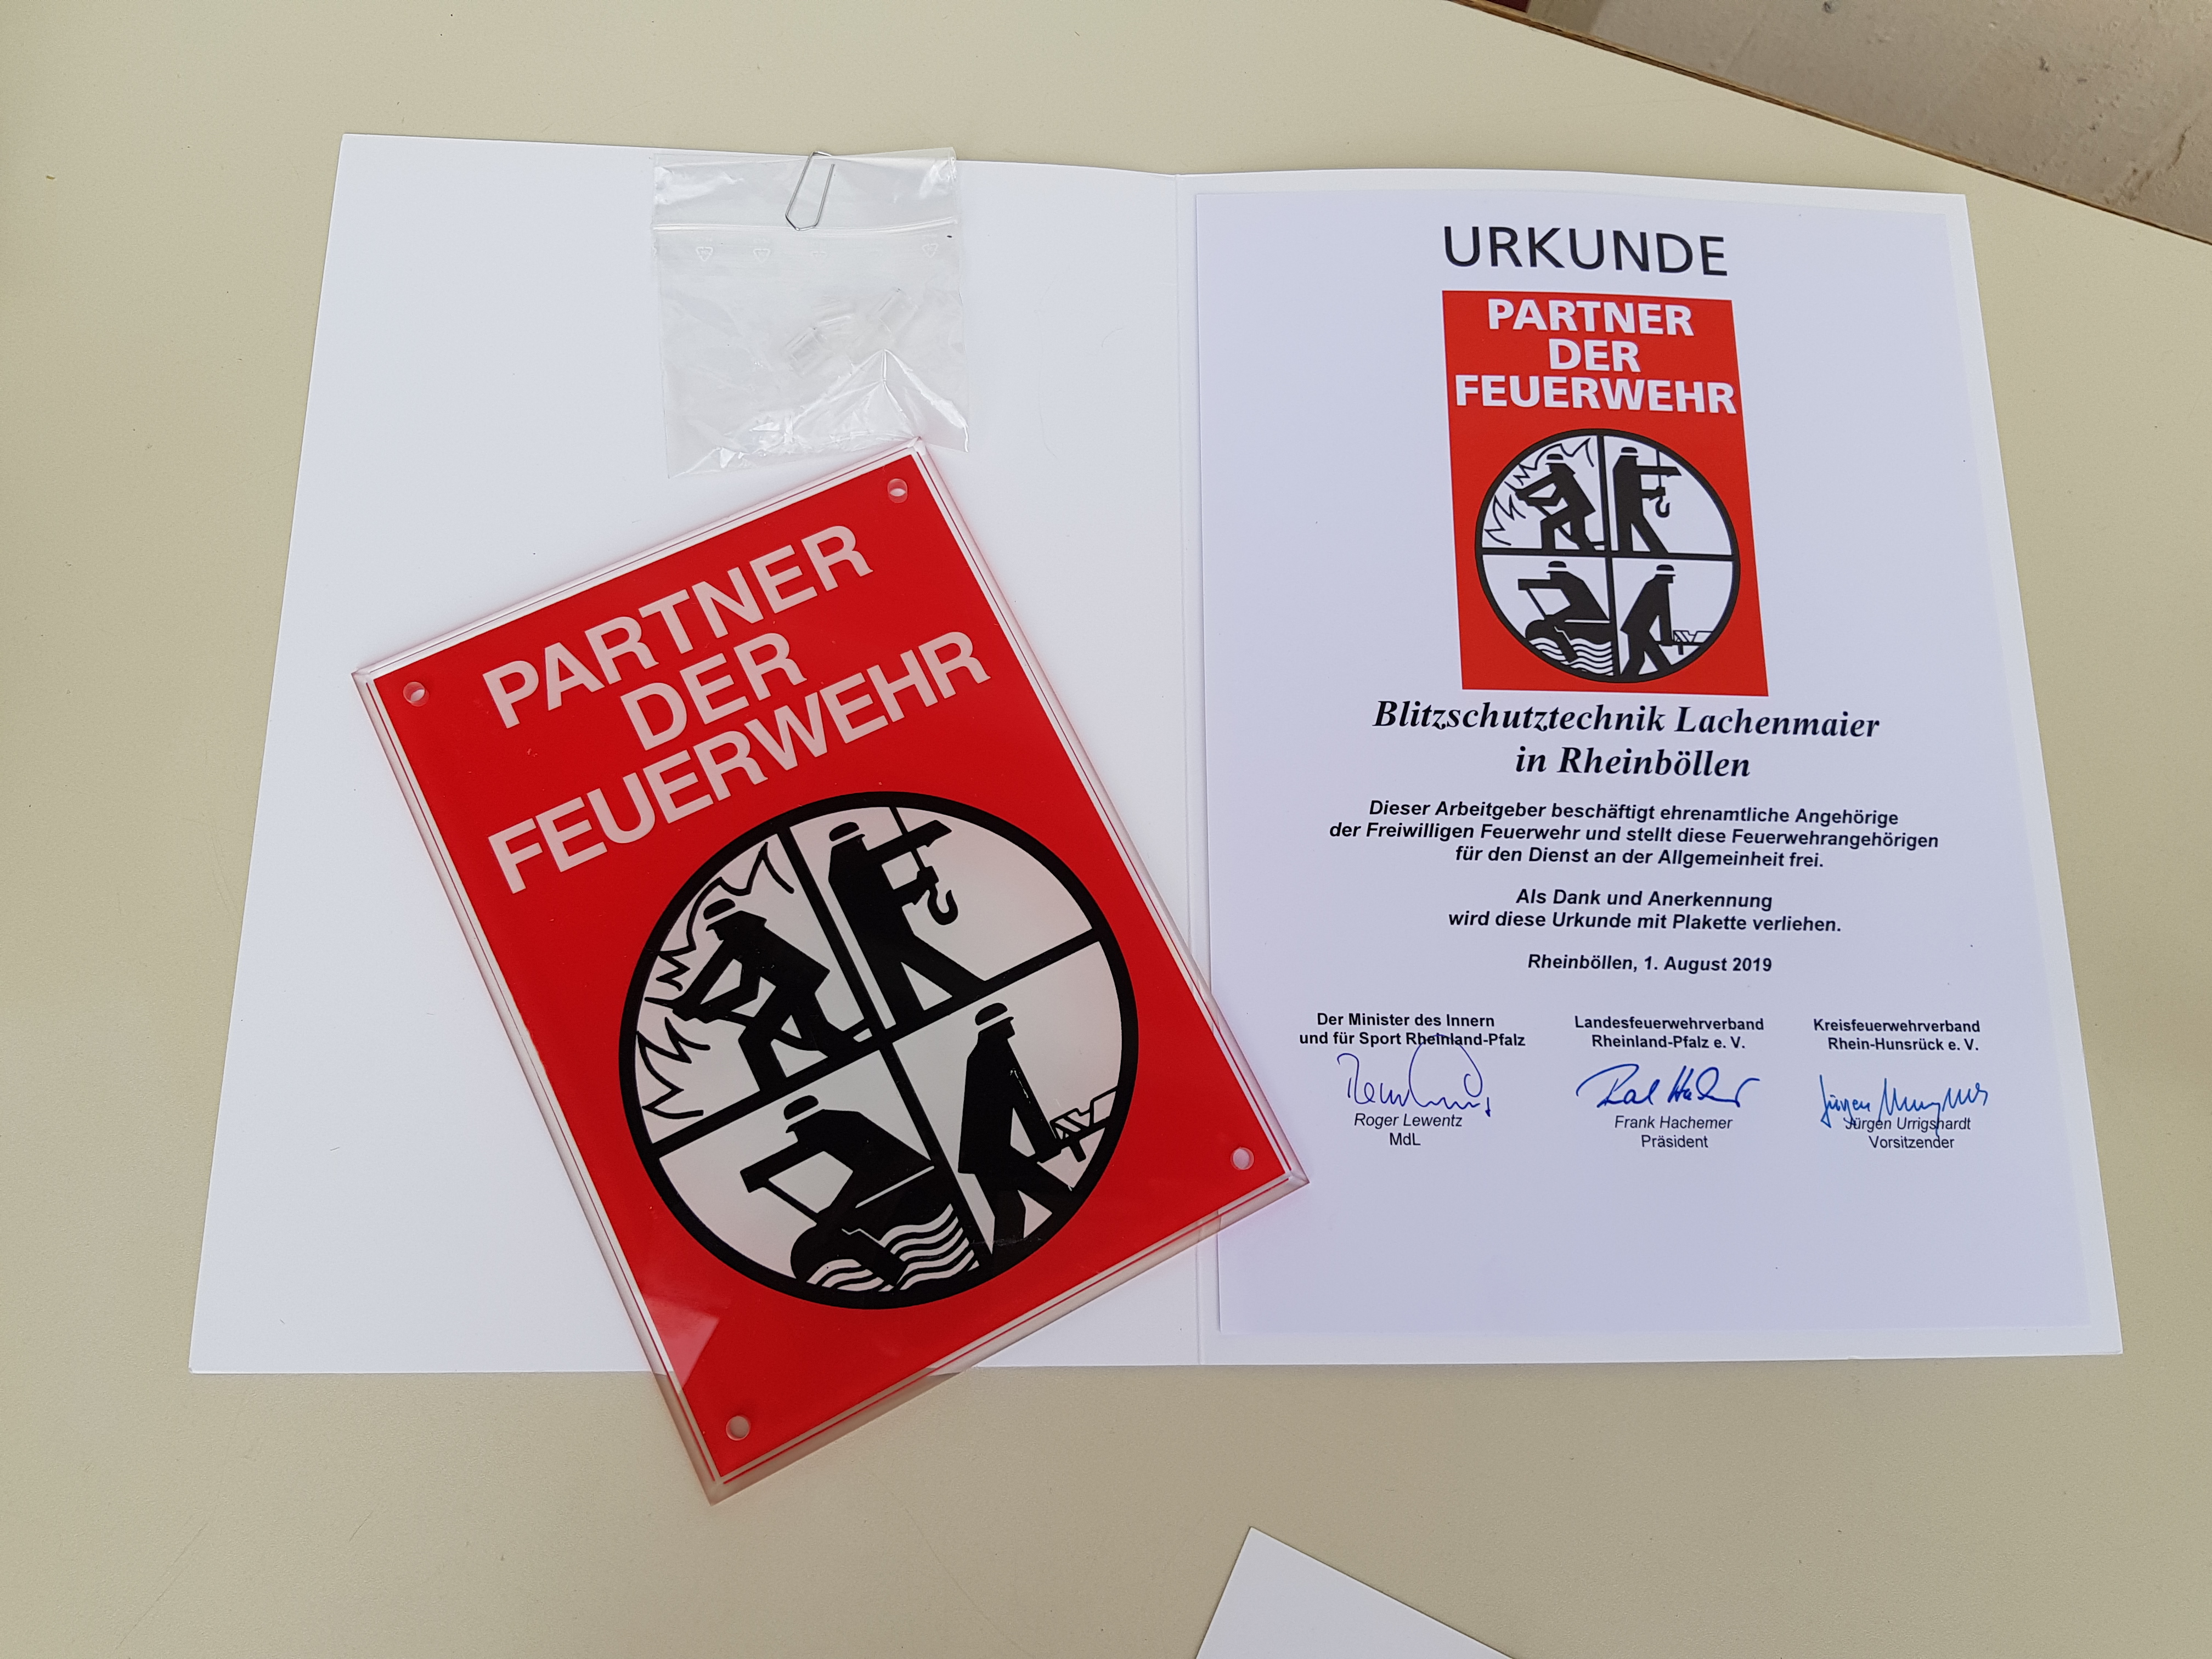 PARTNER
DER
FEUERWEHR
URKUNDE
PARTNER
DER
FEUERWEHR
Blitzschutztechnik Lachenmaier
in Rheinböllen
Dieser Arbeitgeber beschäftigt ehrenamtliche Angehörige
der Freiwilligen Feuerwehr und stellt diese Feuerwehrangehörigen
für den Dienst an der Allgemeinheit frei.
Als Dank und Anerkennung
wird diese Urkunde mit Plakette verliehen.
Rheinböllen, 1. August 2019
Der Minister des Innern
und für Sport Rheinland-Pfalz
Roger Lewentz
MdL
Landesfeuerwehrverband
Rheinland-Pfalz e. V.
Frank Hachemer
Präsident
Kreisfeuerwehrverband
Rhein-Hunsrück e. V.
Jürgen
Jürgen Urrigshardt
Vorsitzender